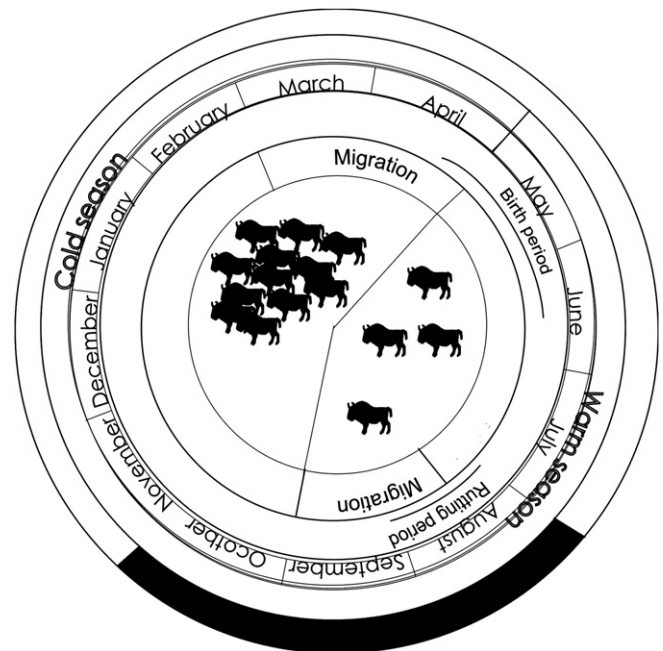 Cold season
Warm season
January
February
March
April
May
June
July
August
September
Ocotber
November
December
Migration
Birth period
Rutting period
Migration